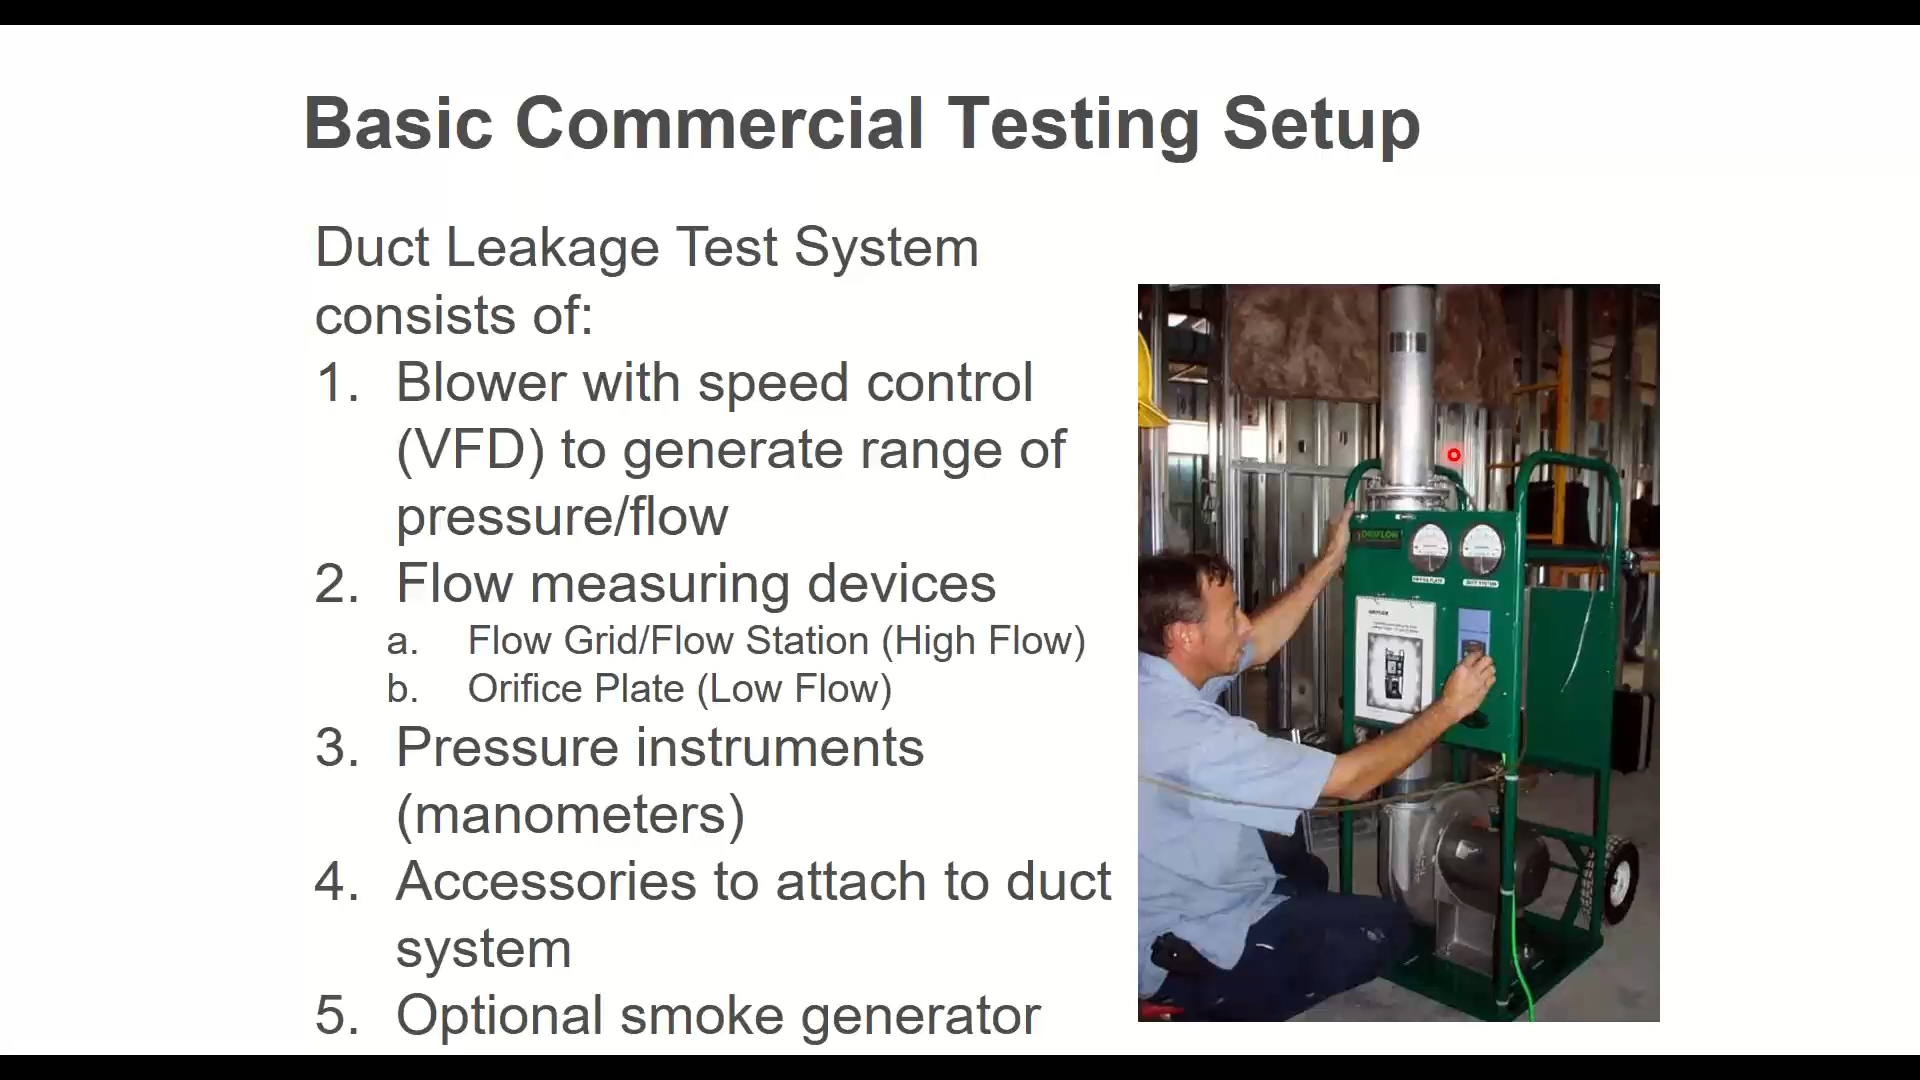 Basic Commercial Testing Setup
Duct Leakage Test System
consists of:
1. Blower with speed control
(VFD) to generate range of
pressure/flow
2. Flow measuring devices
a. Flow Grid/Flow Station (High Flow)
b. Orifice Plate (Low Flow)
3. Pressure instruments
(manometers)
4. Accessories to attach to duct
system
5. Optional smoke generator
ORIFLOW